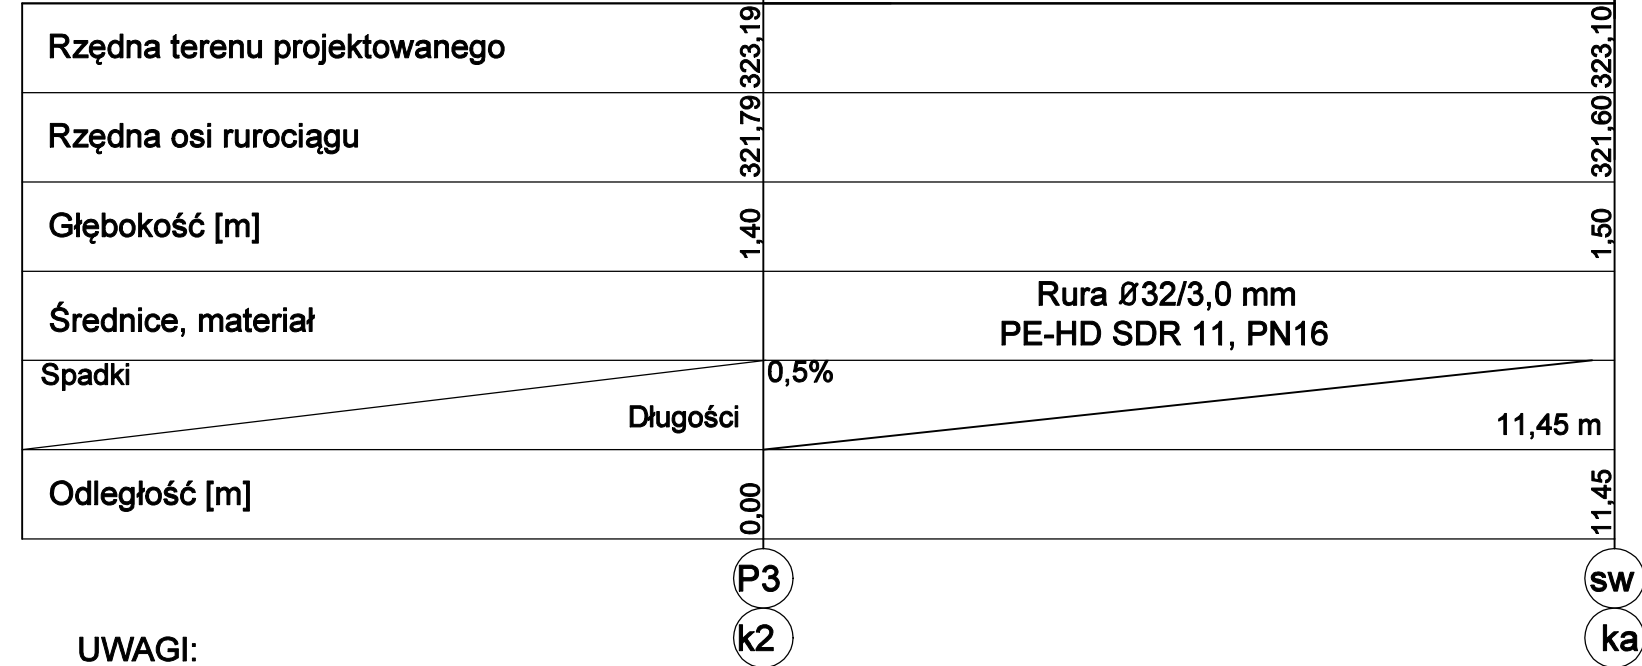 Rzędna terenu projektowanego 323,19 323,10
Rzędna osi rurociągu 321,79 321,60
Głębokość [m] 1,40 1,50
Średnice, materiał
Rura Ø32/3,0 mm
PE-HD SDR 11, PN16
Spadki 0,5%
Długości 11,45 m
Odległość [m] 0,00 11,45
P3 sw
k2 ka
UWAGI: